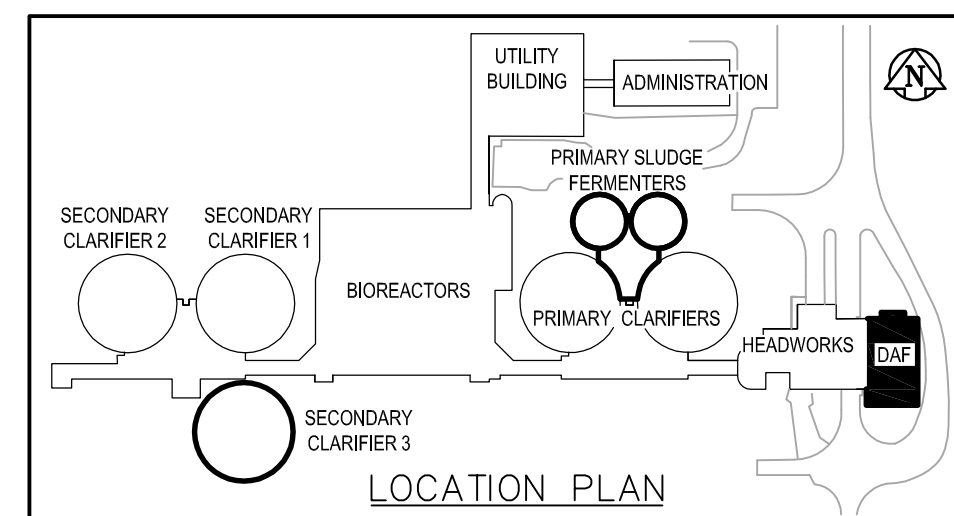 UTILITY
BUILDING
ADMINISTRATION
N
PRIMARY SLUDGE
FERMENTERS
SECONDARY
CLARIFIER 2
SECONDARY
CLARIFIER 1
BIOREACTORS
PRIMARY CLARIFIERS
HEADWORKS
DAF
SECONDARY
CLARIFIER 3
LOCATION PLAN